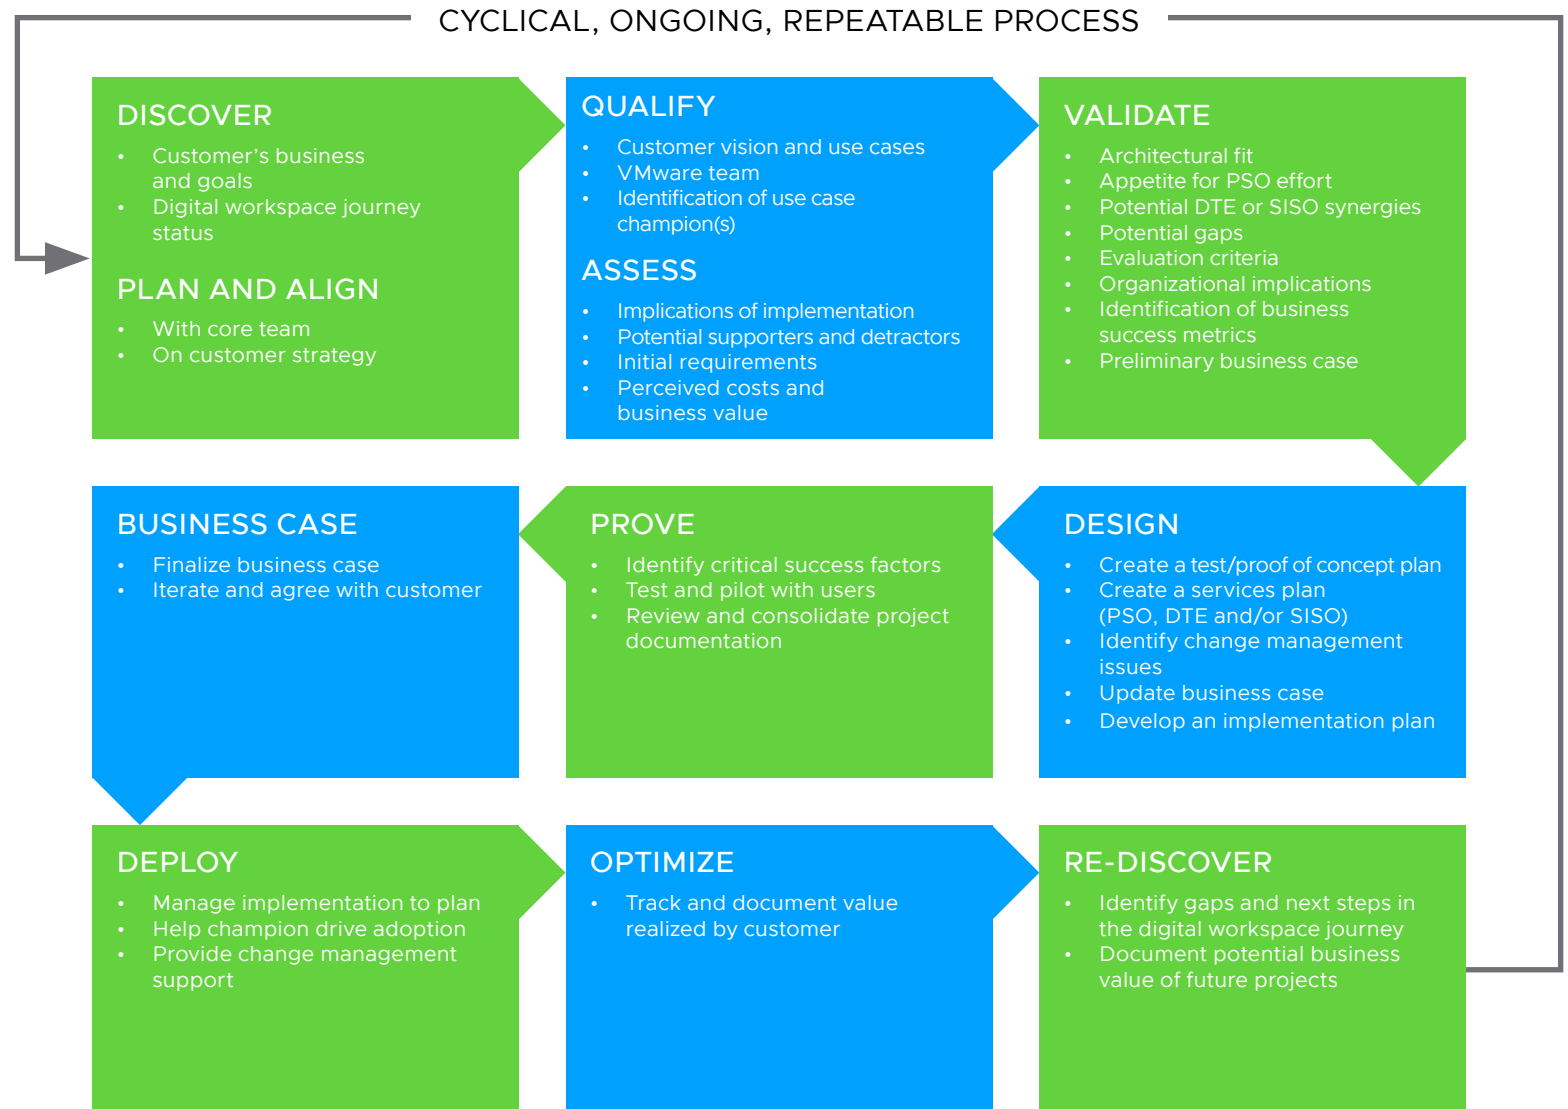 CYCLICAL, ONGOING, REPEATABLE PROCESS
DISCOVER
• Customer’s business
and goals
• Digital workspace journey
status
PLAN AND ALIGN
• With core team
• On customer strategy
QUALIFY
• Customer vision and use cases
• VMware team
• Identification of use case
champion(s)
ASSESS
• Implications of implementation
• Potential supporters and detractors
• Initial requirements
• Perceived costs and
business value
VALIDATE
• Architectural fit
• Appetite for PSO effort
• Potential DTE or SISO synergies
• Potential gaps
• Evaluation criteria
• Organizational implications
• Identification of business
success metrics
• Preliminary business case
DESIGN
• Create a test/proof of concept plan
• Create a services plan
(PSO, DTE and/or SISO)
• Identify change management
issues
• Update business case
• Develop an implementation plan
PROVE
• Identify critical success factors
• Test and pilot with users
• Review and consolidate project
documentation
BUSINESS CASE
• Finalize business case
• Iterate and agree with customer
DEPLOY
• Manage implementation to plan
• Help champion drive adoption
• Provide change management
support
OPTIMIZE
• Track and document value
realized by customer
RE-DISCOVER
• Identify gaps and next steps in
the digital workspace journey
• Document potential business
value of future projects